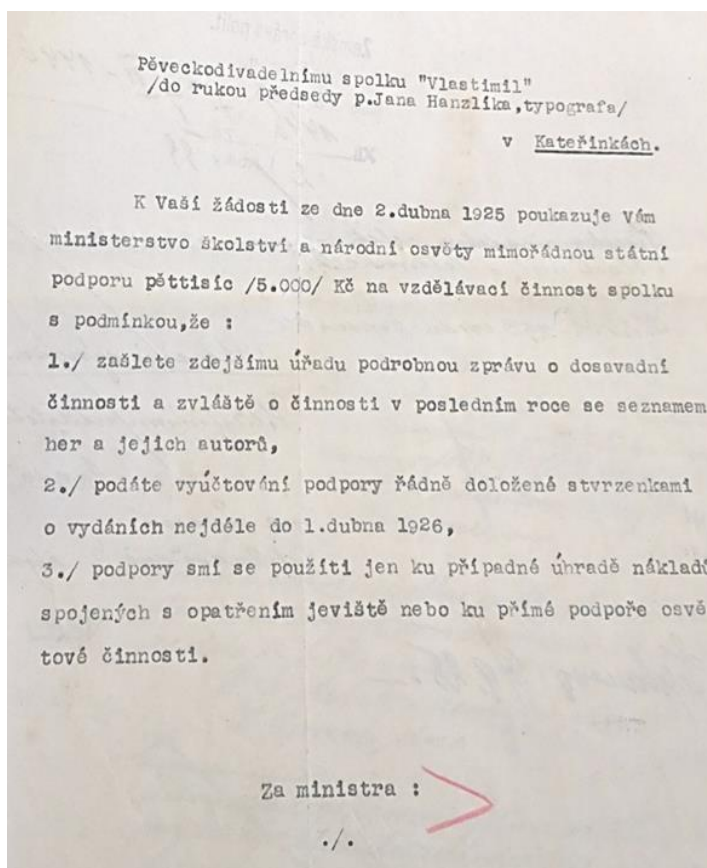 Pěveckodivadelnímu spolku "Vlastimil"
/do rukou předsedy p.Jana Hanzlíka,typografa/
v Kateřinkách.
K Vaší žádosti ze dne 2.dubna 1925 poukazuje Vám
ministerstvo školství a národní osvěty mimořádnou státní
podporu pěttisíc /5.000/ Kč na vzdělávací činnost spolku
s podmínkou,že :
1./ zašlete zdejšímu úřadu podrobnou zprávu o dosavadní
činnosti a zvláště o činnosti v posledním roce se seznamem
her a jejich autorů,
2./ podáte vyúčtování podpory řádně doložené stvrzenkami
o vydáních nejdéle do 1.dubna 1926,
3./ podpory smí se použíti jen ku případné úhradě nákladů
spojených s opatřením jeviště nebo ku přímé podpoře osvě
tové činnosti.
Za ministra :
./.